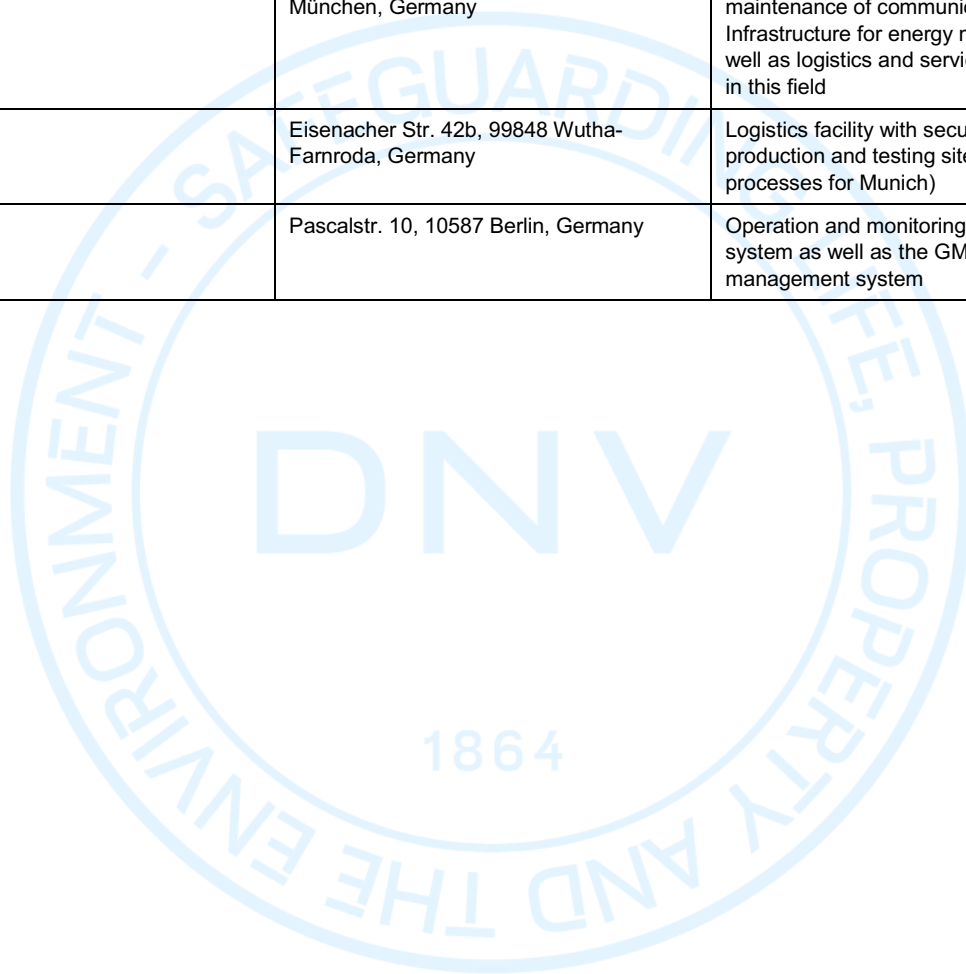 München, Germany
maintenance of communi
Infrastructure for energy
well as logistics and servi
in this field
Eisenacher Str. 42b, 99848 Wutha-
Farnroda, Germany
Logistics facility with secu
production and testing sit
processes for Munich)
Pascalstr. 10, 10587 Berlin, Germany
Operation and monitoring
system as well as the GM
management system
SAFEGUARDING LIFE, PROPERTY AND THE ENVIRONMENT -
DNV
1864